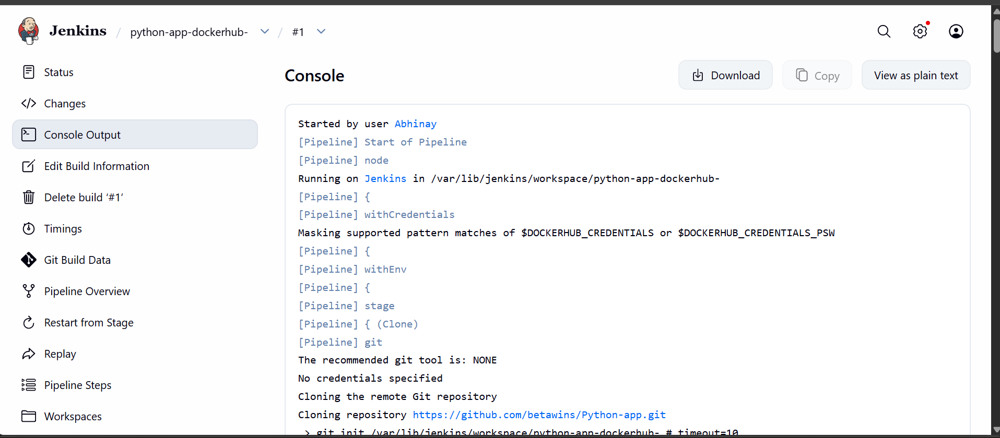 Jenkins / python-app-dockerhub- / #1
Status
Changes
Console Output
Edit Build Information
Delete build ‘#1’
Timings
Git Build Data
Pipeline Overview
Restart from Stage
Replay
Pipeline Steps
Workspaces
Console
Download
Copy
View as plain text
Started by user Abhinay
[Pipeline] Start of Pipeline
[Pipeline] node
Running on Jenkins in /var/lib/jenkins/workspace/python-app-dockerhub-
[Pipeline] {
[Pipeline] withCredentials
Masking supported pattern matches of $DOCKERHUB_CREDENTIALS or $DOCKERHUB_CREDENTIALS_PSW
[Pipeline] {
[Pipeline] withEnv
[Pipeline] {
[Pipeline] stage
[Pipeline] { (Clone)
[Pipeline] git
The recommended git tool is: NONE
No credentials specified
Cloning the remote Git repository
Cloning repository https://github.com/betawins/Python-app.git
> git init /var/lib/jenkins/workspace/python-app-dockerhub- # timeout=10